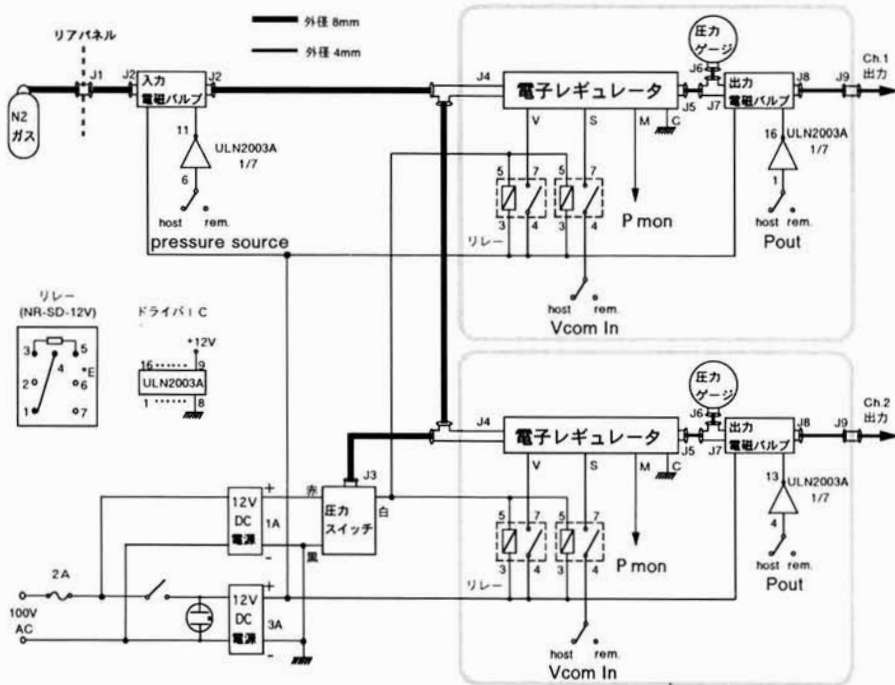 外径 8mm
外径 4mm
リアパネル
J1
J2
入力
電磁バルブ
J2
N2
ガス
11
ULN2003A
1/7
6
host rem.
pressure source
J4
電子レギュレータ
V S M C
圧力
ゲージ
J6
J5
J7
出力
電磁バルブ
J8
J9
Ch.1
出力
16
ULN2003A
1/7
1
host rem.
Pout
5 7 5 7
3 4 3 4
リレー
P mon
host rem.
Vcom In
リレー
(NR-SD-12V)
3 5
4
*E
2 6
1 7
ドライバIC
+12V
16 ...... 9
ULN2003A
1 ...... 8
J4
電子レギュレータ
V S M C
圧力
ゲージ
J6
J5
J7
出力
電磁バルブ
J8
J9
Ch.2
出力
13
ULN2003A
1/7
4
host rem.
Pout
5 7 5 7
3 4 3 4
リレー
P mon
host rem.
Vcom In
J3
圧力
スイッチ
赤
白
黒
12V
DC
電源
+
1A
-
2A
100V
AC
12V
DC
電源
+
3A
-